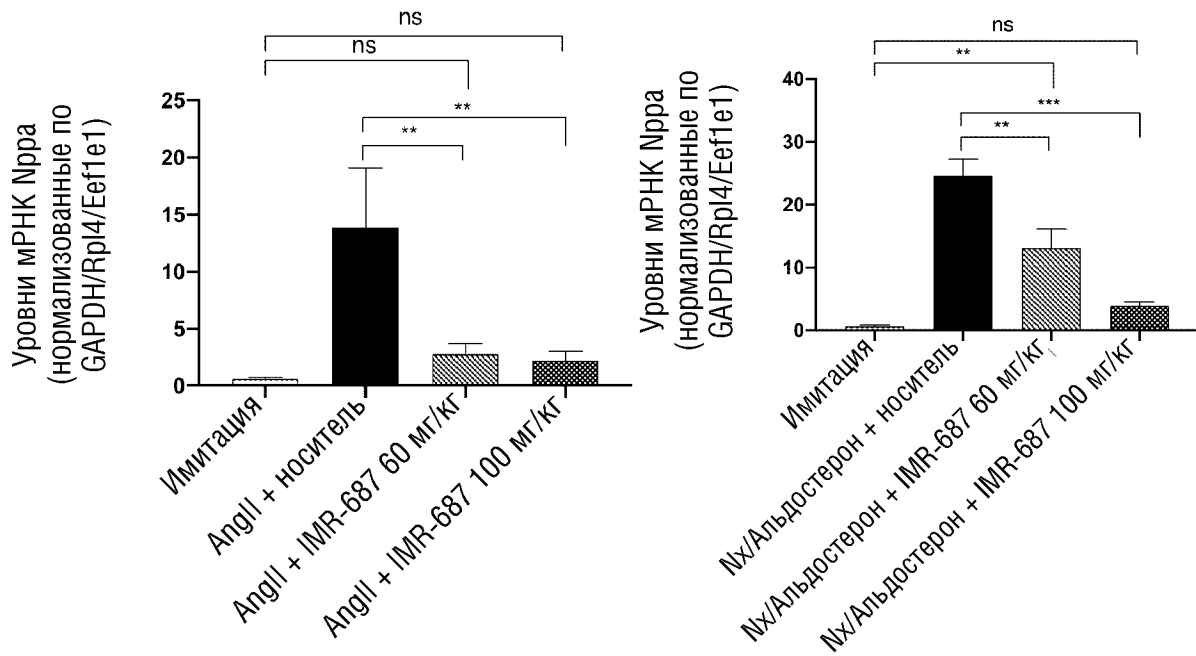 ns
ns
**
**
Уровни мРНК Nppa
(нормализованные по
GAPDH/Rpl4/Eef1e1)
25
20
15
10
5
0
Имитация
AngII + носитель
AngII + IMR-687 60 мг/кг
AngII + IMR-687 100 мг/кг
ns
**
***
**
Уровни мРНК Nppa
(нормализованные по
GAPDH/Rpl4/Eef1e1)
40
30
20
10
0
Имитация
Nx/Альдостерон + носитель
Nx/Альдостерон + IMR-687 60 мг/кг
Nx/Альдостерон + IMR-687 100 мг/кг